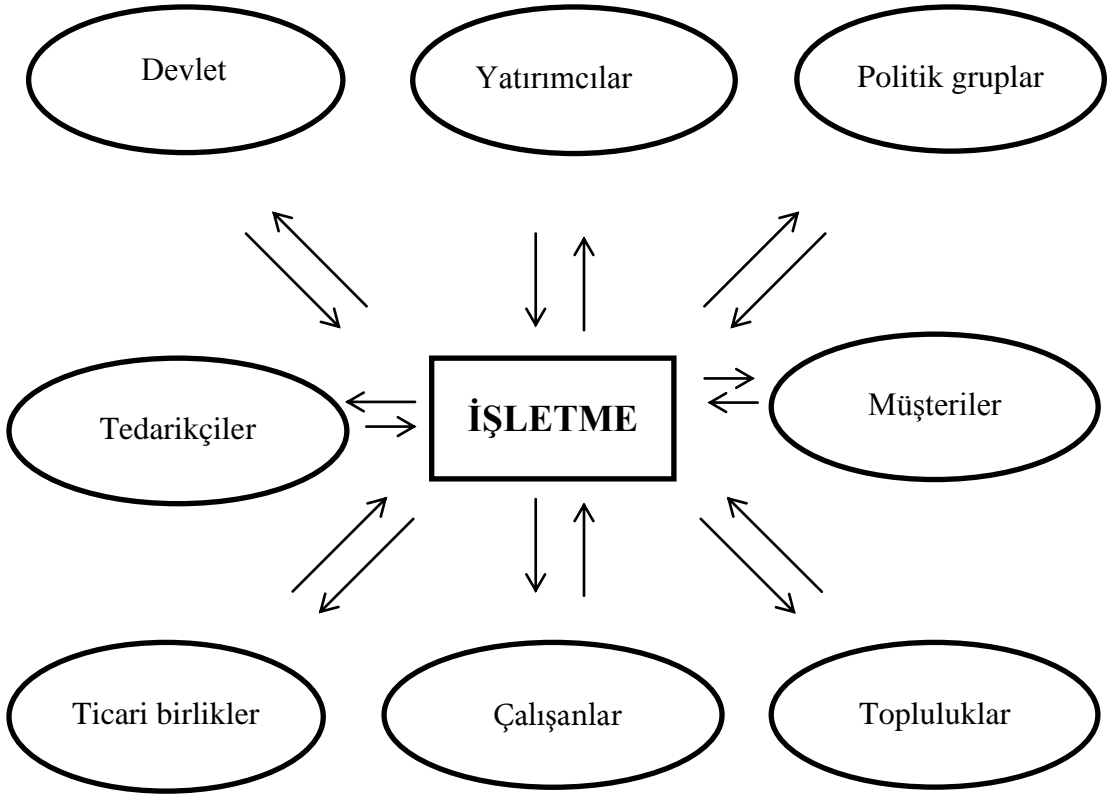 Devlet
Yatırımcılar
Politik gruplar
Tedarikçiler
İŞLETME
Müşteriler
Ticari birlikler
Çalışanlar
Topluluklar